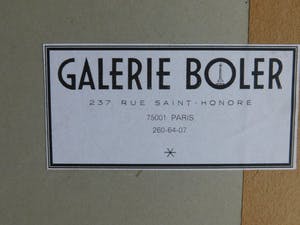 GALERIE BOLER
237 RUE SAINT-HONORE
75001 PARIS
260-64-07